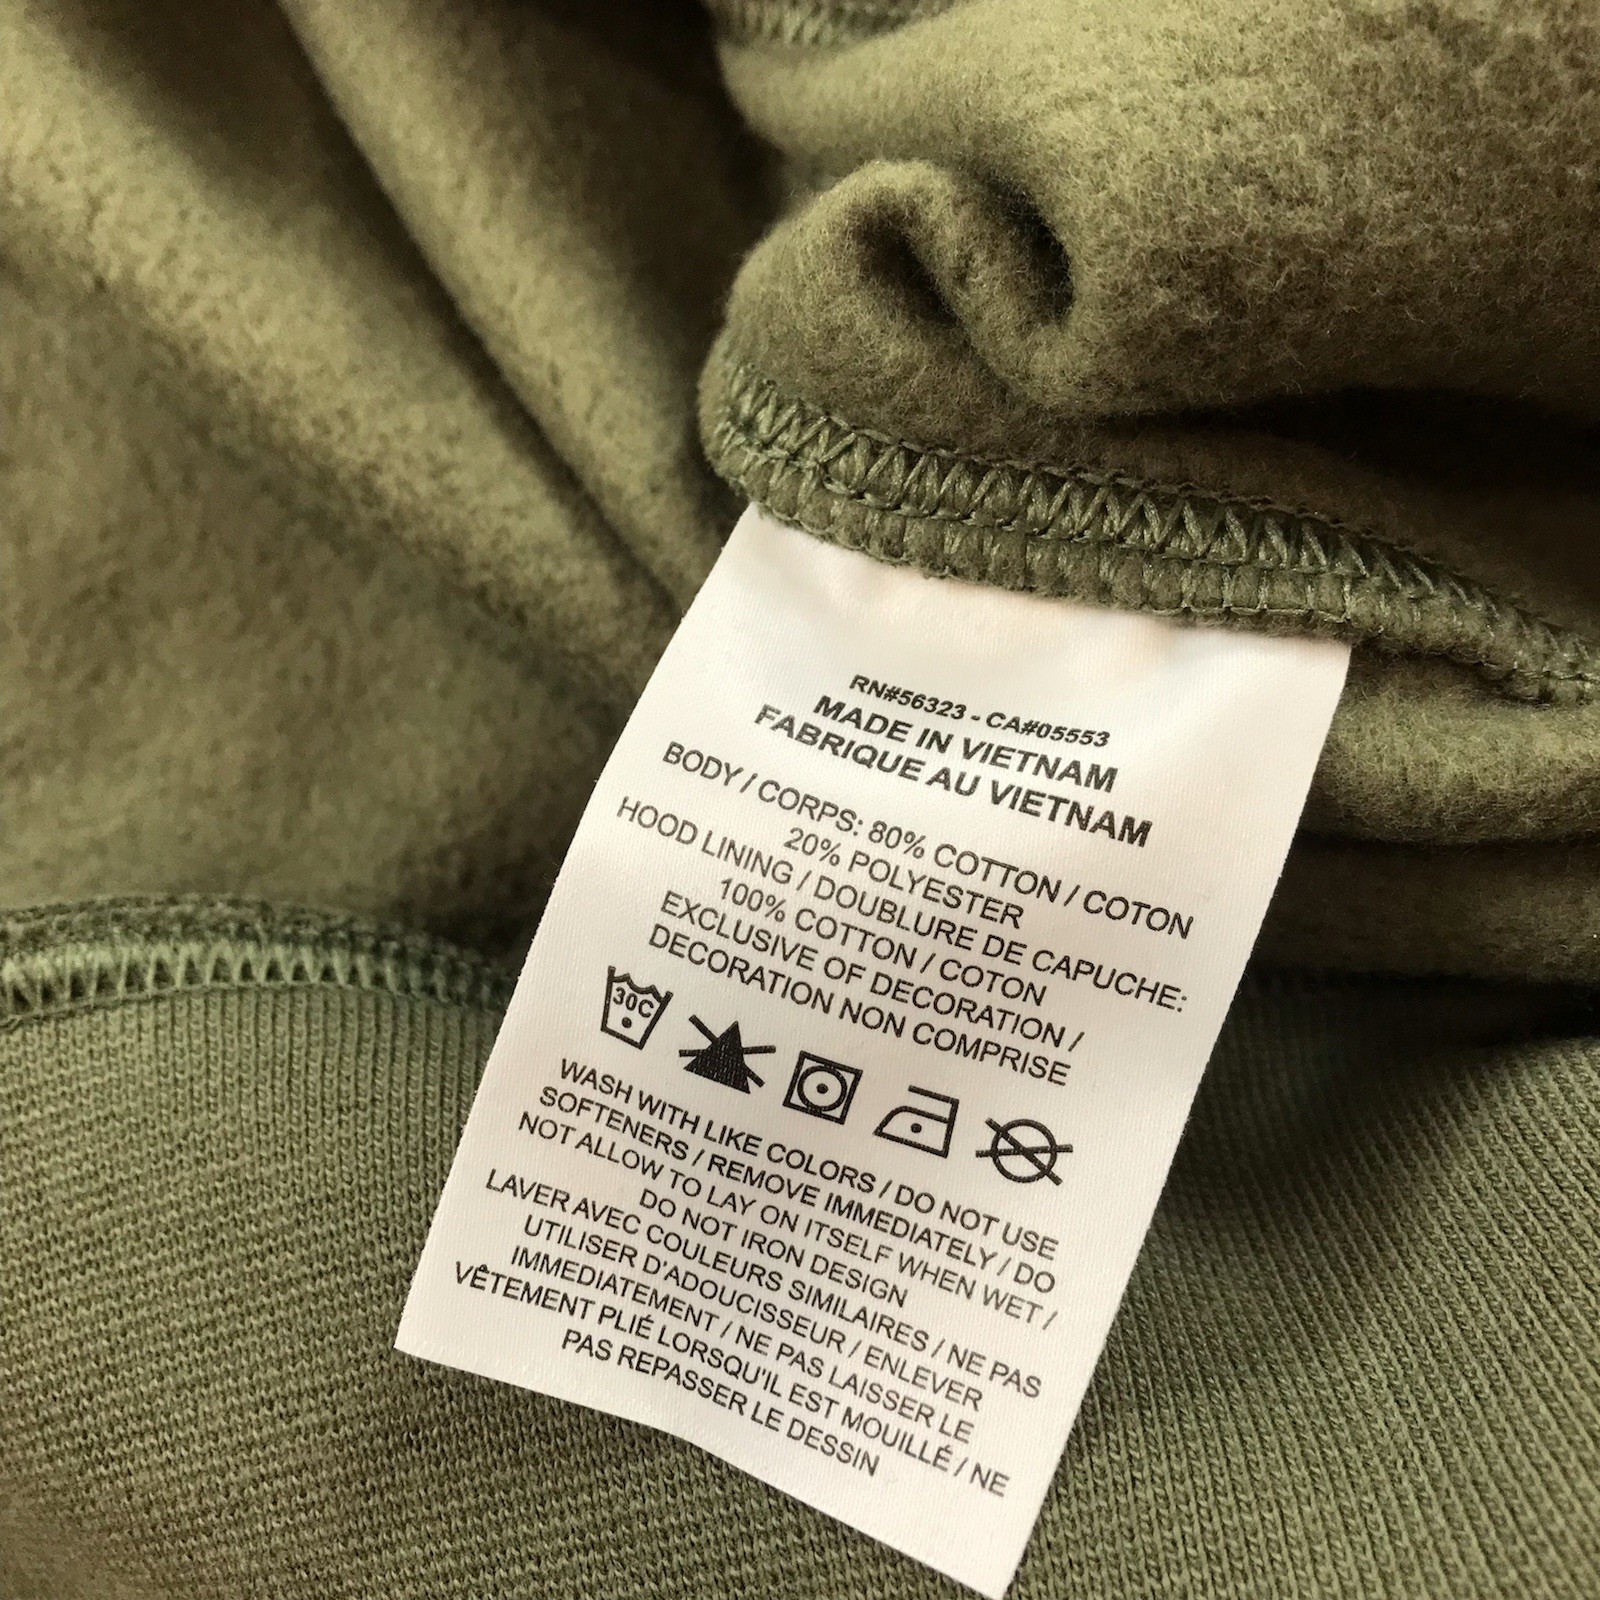 RN#56323 - CA#05553
MADE IN VIETNAM
FABRIQUE AU VIETNAM
BODY / CORPS: 80% COTTON / COTON
20% POLYESTER
HOOD LINING / DOUBLURE DE CAPUCHE:
100% COTTON / COTON
EXCLUSIVE OF DECORATION /
DECORATION NON COMPRISE
30C
WASH WITH LIKE COLORS / DO NOT USE
SOFTENERS / REMOVE IMMEDIATELY / DO
NOT ALLOW TO LAY ON ITSELF WHEN WET /
DO NOT IRON DESIGN
LAVER AVEC COULEURS SIMILAIRES / NE PAS
UTILISER D'ADOUCISSEUR / ENLEVER
IMMEDIATEMENT / NE PAS LAISSER LE
VÊTEMENT PLIÉ LORSQU'IL EST MOUILLÉ / NE
PAS REPASSER LE DESSIN